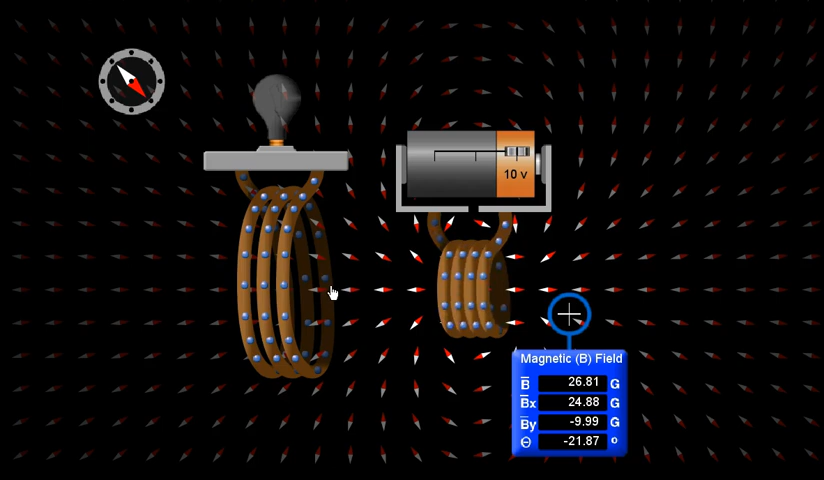 10 v
Magnetic (B) Field
B 26.81 G
Bx 24.88 G
By -9.99 G
Θ -21.87 °